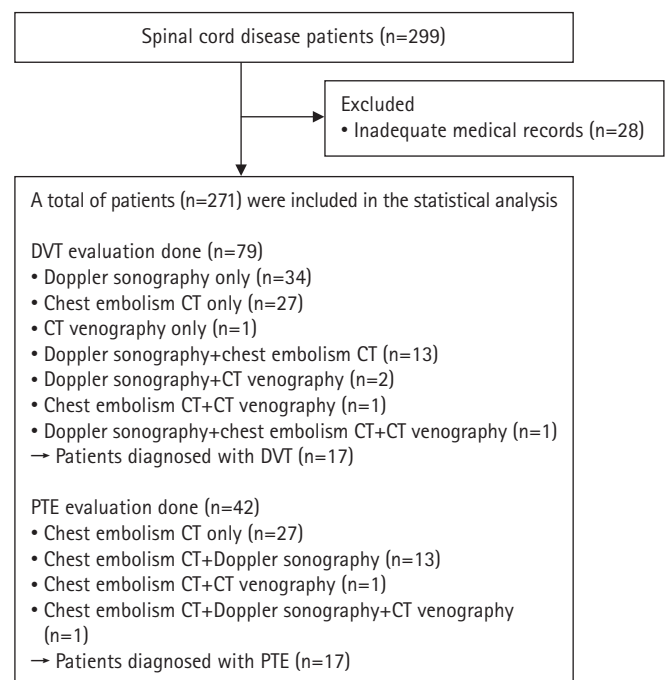 Spinal cord disease patients (n=299)
Excluded
• Inadequate medical records (n=28)
A total of patients (n=271) were included in the statistical analysis
DVT evaluation done (n=79)
• Doppler sonography only (n=34)
• Chest embolism CT only (n=27)
• CT venography only (n=1)
• Doppler sonography+chest embolism CT (n=13)
• Doppler sonography+CT venography (n=2)
• Chest embolism CT+CT venography (n=1)
• Doppler sonography+chest embolism CT+CT venography (n=1)
→ Patients diagnosed with DVT (n=17)
PTE evaluation done (n=42)
• Chest embolism CT only (n=27)
• Chest embolism CT+Doppler sonography (n=13)
• Chest embolism CT+CT venography (n=1)
• Chest embolism CT+Doppler sonography+CT venography
(n=1)
→ Patients diagnosed with PTE (n=17)